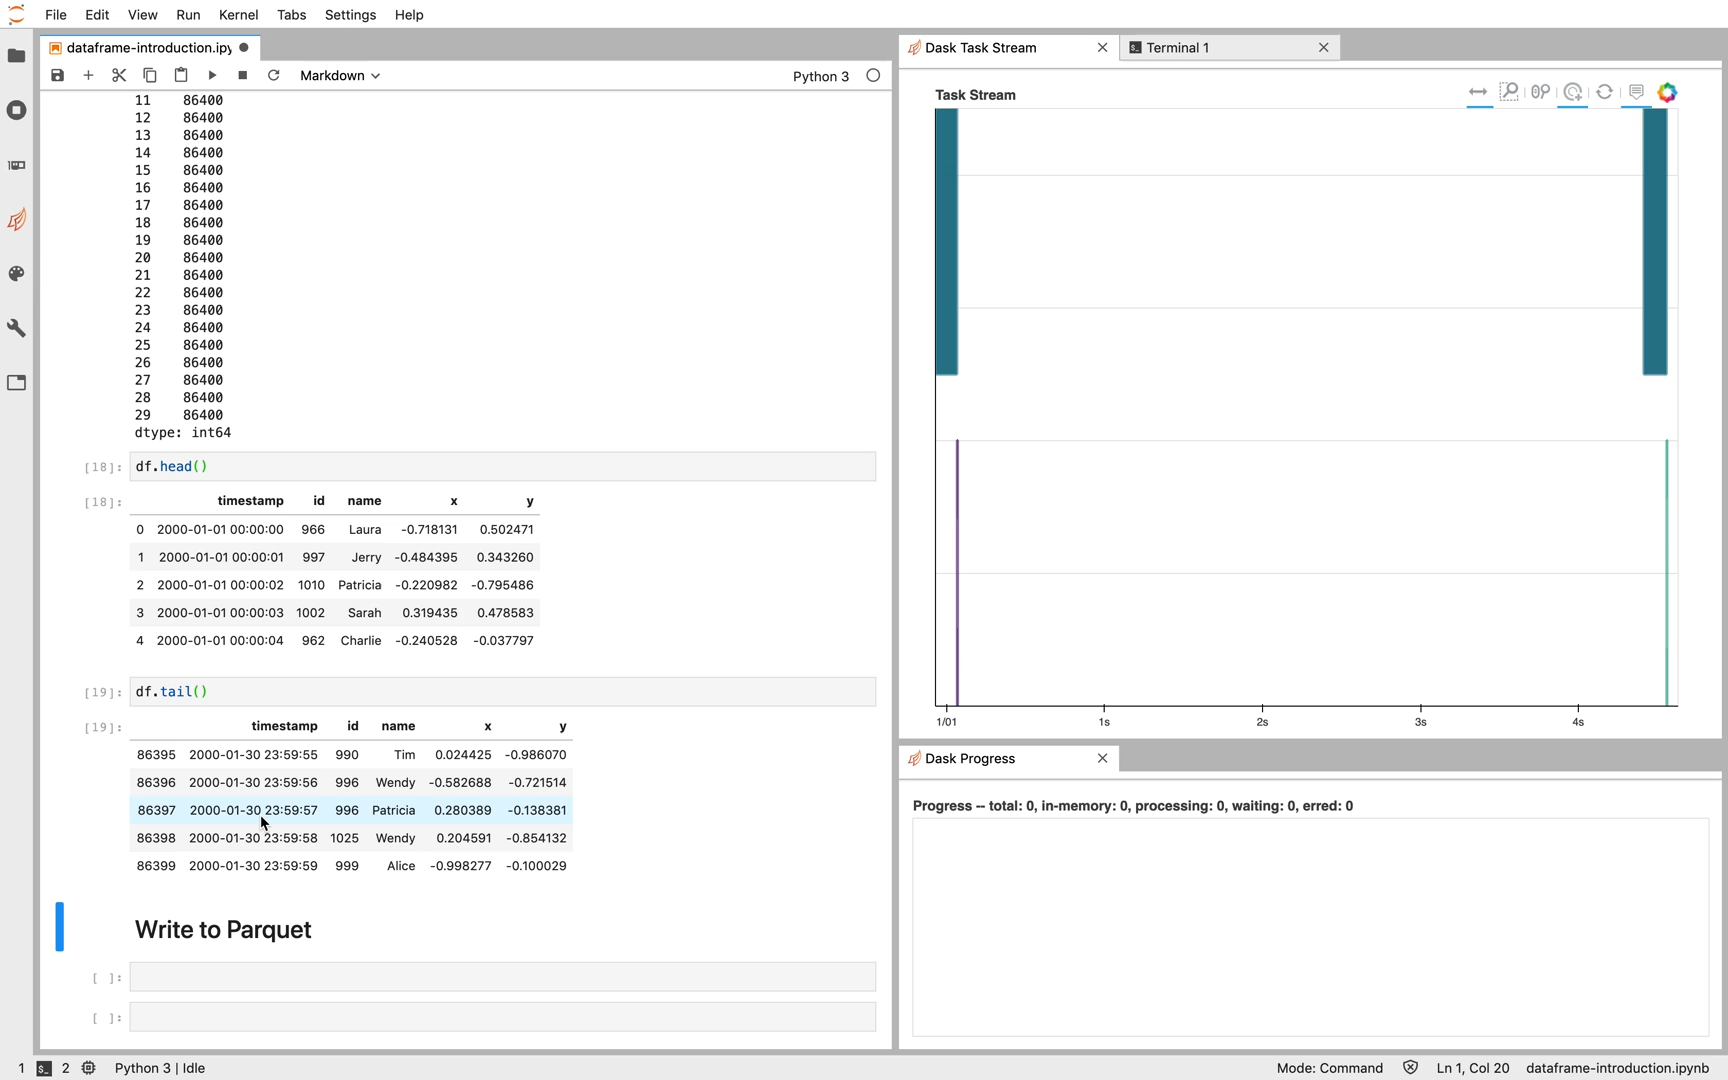 File Edit View Run Kernel Tabs Settings Help
dataframe-introduction.ipy
Markdown
Python 3
11 86400
12 86400
13 86400
14 86400
15 86400
16 86400
17 86400
18 86400
19 86400
20 86400
21 86400
22 86400
23 86400
24 86400
25 86400
26 86400
27 86400
28 86400
29 86400
dtype: int64
[18]: df.head()
[18]: timestamp id name x y
0 2000-01-01 00:00:00 966 Laura -0.718131 0.502471
1 2000-01-01 00:00:01 997 Jerry -0.484395 0.343260
2 2000-01-01 00:00:02 1010 Patricia -0.220982 -0.795486
3 2000-01-01 00:00:03 1002 Sarah 0.319435 0.478583
4 2000-01-01 00:00:04 962 Charlie -0.240528 -0.037797
[19]: df.tail()
[19]: timestamp id name x y
86395 2000-01-30 23:59:55 990 Tim 0.024425 -0.986070
86396 2000-01-30 23:59:56 996 Wendy -0.582688 -0.721514
86397 2000-01-30 23:59:57 996 Patricia 0.280389 -0.138381
86398 2000-01-30 23:59:58 1025 Wendy 0.204591 -0.854132
86399 2000-01-30 23:59:59 999 Alice -0.998277 -0.100029
Write to Parquet
[ ]:
[ ]:
Dask Task Stream
Terminal 1
Task Stream
1/01 1s 2s 3s 4s
Dask Progress
Progress -- total: 0, in-memory: 0, processing: 0, waiting: 0, erred: 0
1 $_ 2 Python 3 | Idle
Mode: Command Ln 1, Col 20 dataframe-introduction.ipynb